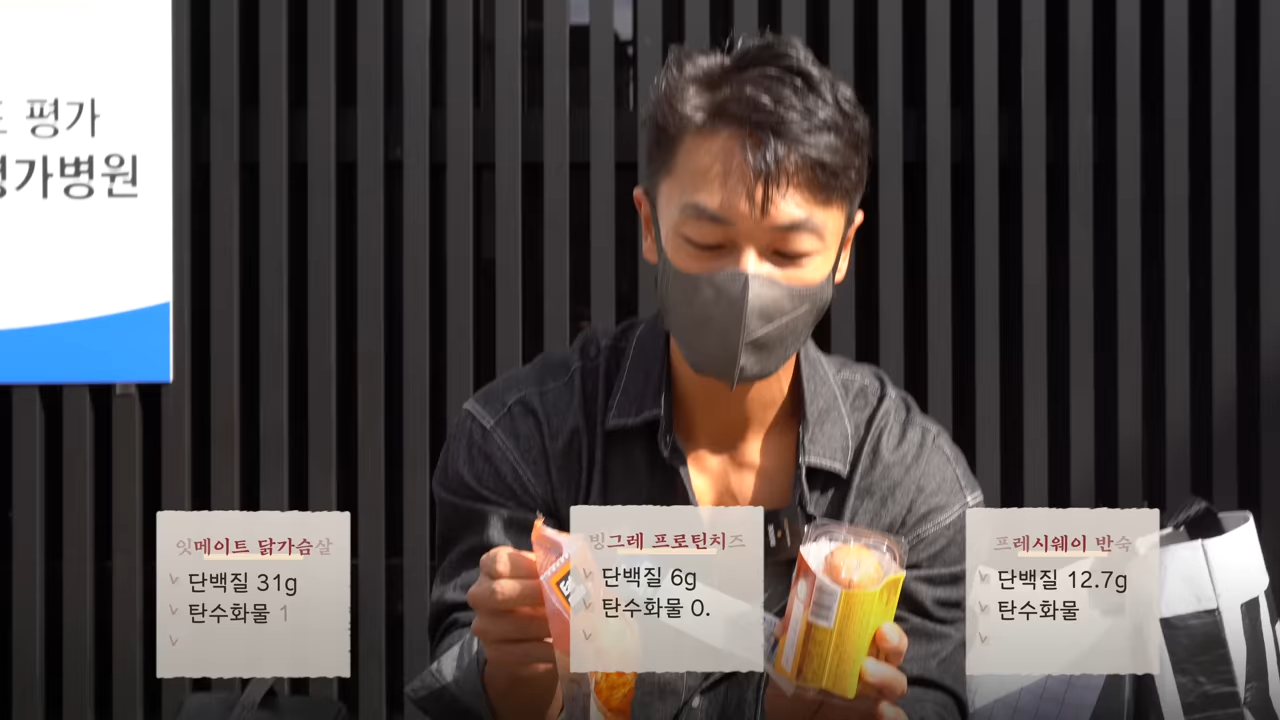 평가
평가병원
잇메이트 닭가슴살
단백질 31g
탄수화물 1
빙그레 프로틴치즈
단백질 6g
탄수화물 0.
프레시웨이 반숙
단백질 12.7g
탄수화물